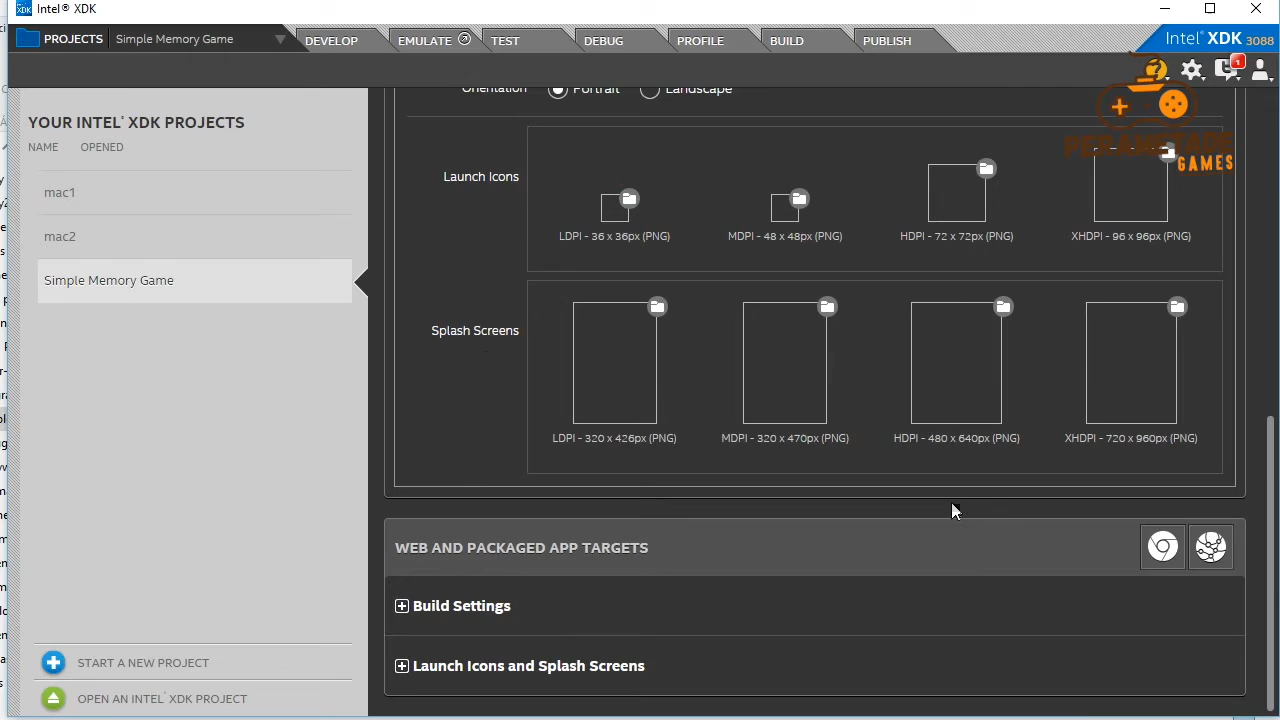 Intel® XDK
PROJECTS Simple Memory Game
DEVELOP EMULATE TEST DEBUG PROFILE BUILD PUBLISH
Intel® XDK 3088
1
YOUR INTEL® XDK PROJECTS
NAME OPENED
mac1
mac2
Simple Memory Game
START A NEW PROJECT
OPEN AN INTEL® XDK PROJECT
Orientation Portrait Landscape
GAMES
Launch Icons
LDPI - 36 x 36px (PNG) MDPI - 48 x 48px (PNG) HDPI - 72 x 72px (PNG) XHDPI - 96 x 96px (PNG)
Splash Screens
LDPI - 320 x 426px (PNG) MDPI - 320 x 470px (PNG) HDPI - 480 x 640px (PNG) XHDPI - 720 x 960px (PNG)
WEB AND PACKAGED APP TARGETS
Build Settings
Launch Icons and Splash Screens